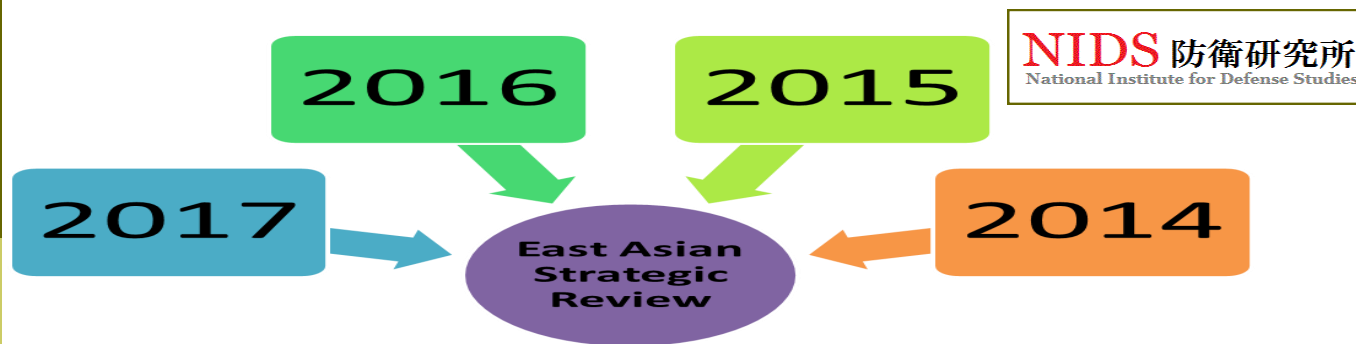 2016
2015
NIDS 防衛研究所
National Institute for Defense Studies
2017
2014
East Asian
Strategic
Review